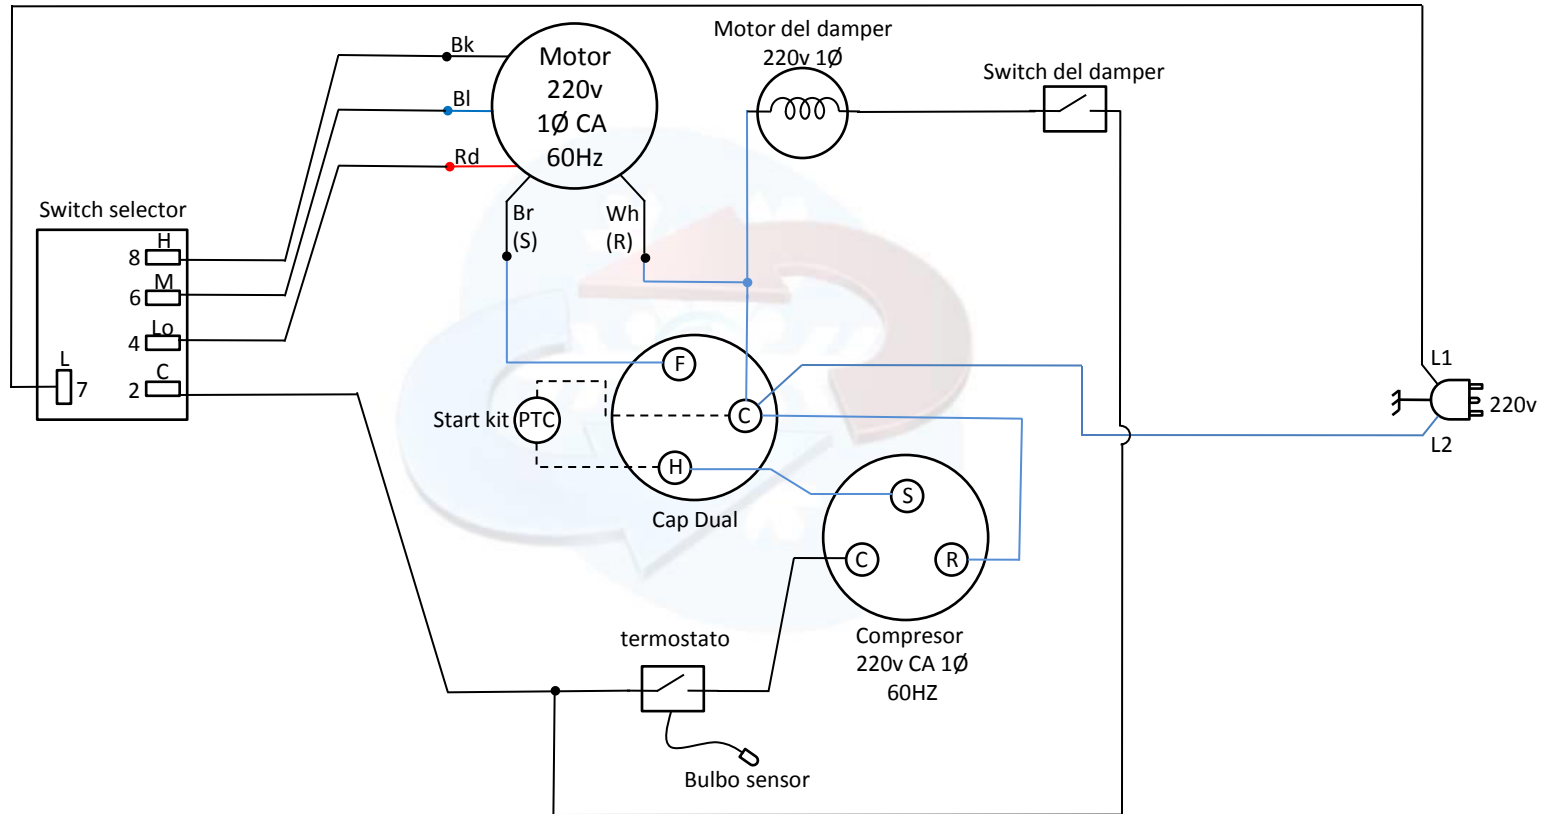 Bk
Bl
Rd
Motor
220v
1Ø CA
60Hz
Motor del damper
220v 1Ø
Switch del damper
Br
(S)
Wh
(R)
Switch selector
H
8
M
6
Lo
4
C
2
L
7
F
C
H
Start kit
PTC
Cap Dual
L1
220v
L2
S
C
R
Compresor
220v CA 1Ø
60HZ
termostato
Bulbo sensor